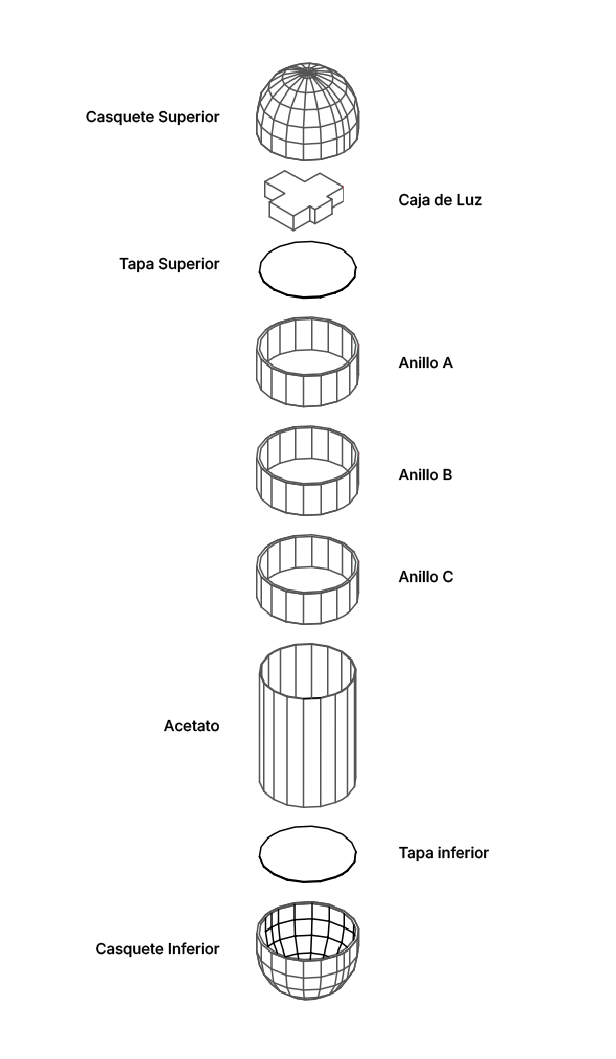 Casquete Superior
Caja de Luz
Tapa Superior
Anillo A
Anillo B
Anillo C
Acetato
Tapa inferior
Casquete Inferior